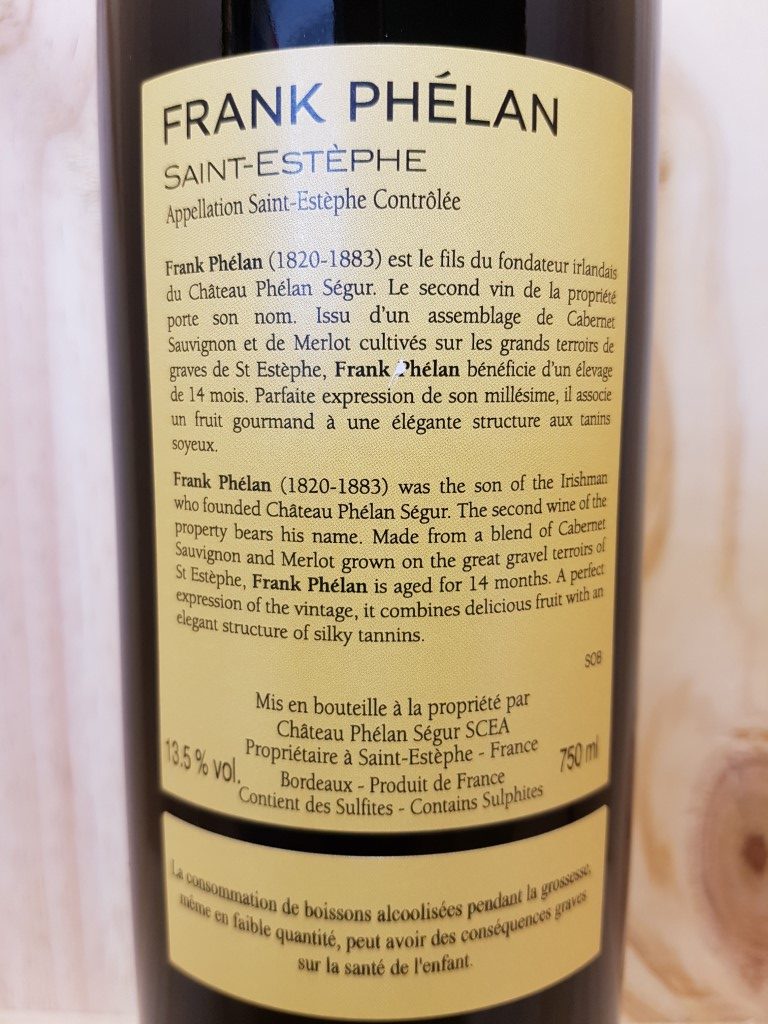 FRANK PHÉLAN
SAINT-ESTÈPHE
Appellation Saint-Estèphe Contrôlée
Frank Phélan (1820-1883) est le fils du fondateur irlandais
du Château Phélan Ségur. Le second vin de la propriété
porte son nom. Issu d'un assemblage de Cabernet
Sauvignon et de Merlot cultivés sur les grands terroirs de
graves de St Estèphe, Frank Phélan bénéficie d'un élevage
de 14 mois. Parfaite expression de son millésime, il associe
un fruit gourmand à une élégante structure aux tanins
soyeux.
Frank Phélan (1820-1883) was the son of the Irishman
who founded Château Phélan Ségur. The second wine of the
property bears his name. Made from a blend of Cabernet
Sauvignon and Merlot grown on the great gravel terroirs of
St Estèphe, Frank Phélan is aged for 14 months. A perfect
expression of the vintage, it combines delicious fruit with an
elegant structure of silky tannins.
SOB
Mis en bouteille à la propriété par
Château Phélan Ségur SCEA
Propriétaire à Saint-Estèphe - France
13.5 % vol.
750 ml
Bordeaux - Produit de France
Contient des Sulfites - Contains Sulphites
La consommation de boissons alcoolisées pendant la grossesse,
même en faible quantité, peut avoir des conséquences graves
sur la santé de l'enfant.